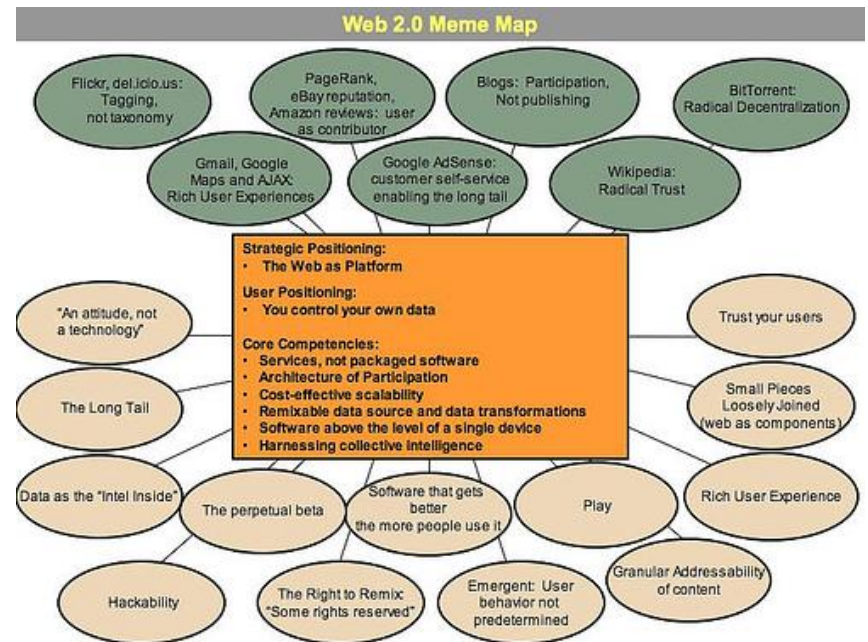 Web 2.0 Meme Map
Flickr, del.icio.us:
Tagging,
not taxonomy
PageRank,
eBay reputation,
Amazon reviews: user
as contributor
Blogs: Participation,
Not publishing
BitTorrent:
Radical Decentralization
Gmail, Google
Maps and AJAX:
Rich User Experiences
Google AdSense:
customer self-service
enabling the long tail
Wikipedia:
Radical Trust
Strategic Positioning:
• The Web as Platform
User Positioning:
• You control your own data
Core Competencies:
• Services, not packaged software
• Architecture of Participation
• Cost-effective scalability
• Remixable data source and data transformations
• Software above the level of a single device
• Harnessing collective intelligence
"An attitude, not
a technology"
Trust your users
The Long Tail
Small Pieces
Loosely Joined
(web as components)
Data as the "Intel Inside"
The perpetual beta
Software that gets
better
the more people use it
Play
Rich User Experience
Hackability
The Right to Remix:
"Some rights reserved"
Emergent: User
behavior not
predetermined
Granular Addressability
of content